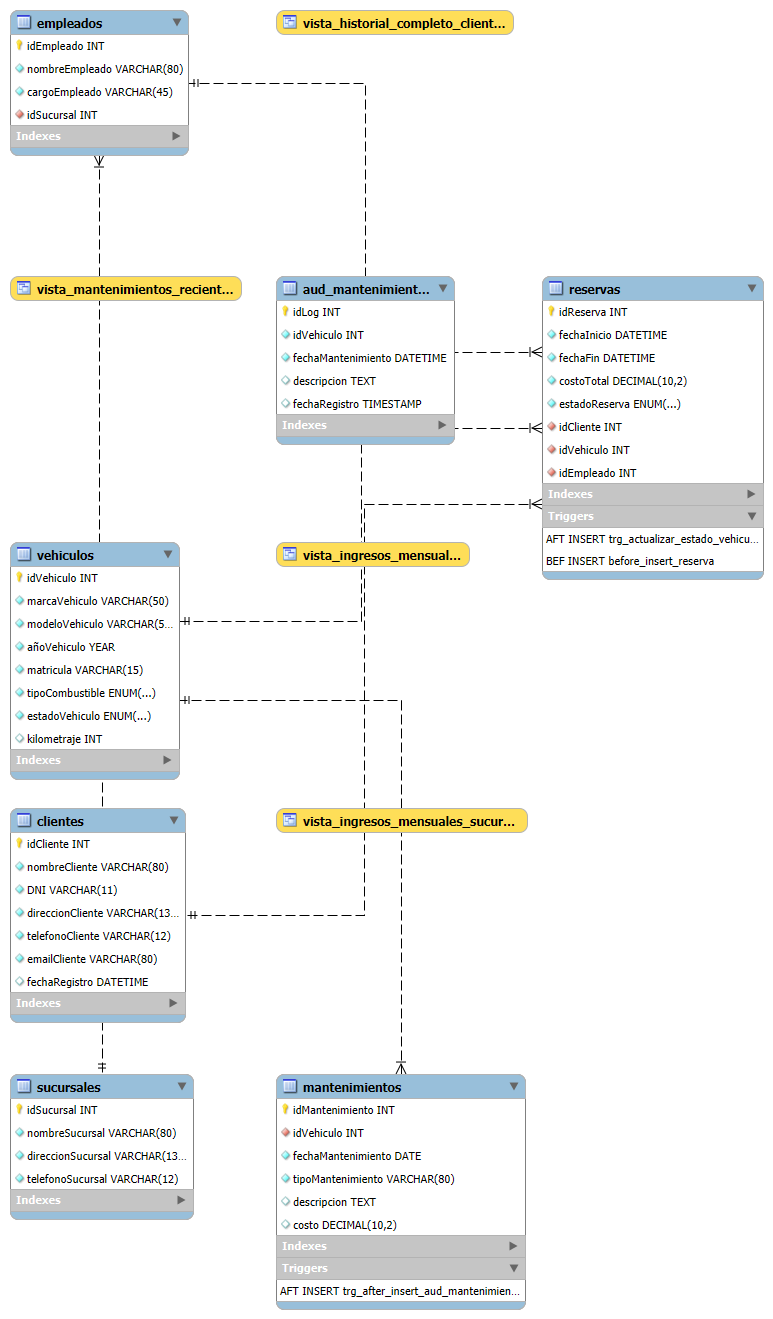 empleados
idEmpleado INT
nombreEmpleado VARCHAR(80)
cargoEmpleado VARCHAR(45)
idSucursal INT
Indexes
vista_historial_completo_client...
vista_mantenimientos_recient...
aud_mantenimient...
idLog INT
idVehiculo INT
fechaMantenimiento DATETIME
descripcion TEXT
fechaRegistro TIMESTAMP
Indexes
reservas
idReserva INT
fechaInicio DATETIME
fechaFin DATETIME
costoTotal DECIMAL(10,2)
estadoReserva ENUM(...)
idCliente INT
idVehiculo INT
idEmpleado INT
Indexes
Triggers
AFT INSERT trg_actualizar_estado_vehicu...
BEF INSERT before_insert_reserva
vehiculos
idVehiculo INT
marcaVehiculo VARCHAR(50)
modeloVehiculo VARCHAR(5...
añoVehiculo YEAR
matricula VARCHAR(15)
tipoCombustible ENUM(...)
estadoVehiculo ENUM(...)
kilometraje INT
Indexes
vista_ingresos_mensual...
clientes
idCliente INT
nombreCliente VARCHAR(80)
DNI VARCHAR(11)
direccionCliente VARCHAR(13...
telefonoCliente VARCHAR(12)
emailCliente VARCHAR(80)
fechaRegistro DATETIME
Indexes
vista_ingresos_mensuales_sucur...
sucursales
idSucursal INT
nombreSucursal VARCHAR(80)
direccionSucursal VARCHAR(13...
telefonoSucursal VARCHAR(12)
Indexes
mantenimientos
idMantenimiento INT
idVehiculo INT
fechaMantenimiento DATE
tipoMantenimiento VARCHAR(80)
descripcion TEXT
costo DECIMAL(10,2)
Indexes
Triggers
AFT INSERT trg_after_insert_aud_mantenimien...